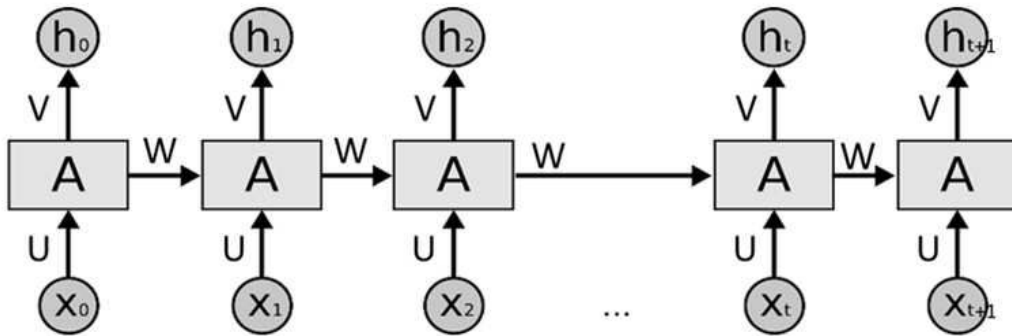 h₀ h₁ h₂ hₜ hₜ₊₁
V V V V V
W W W W
A A A A A
U U U U U
x₀ x₁ x₂ ... xₜ xₜ₊₁